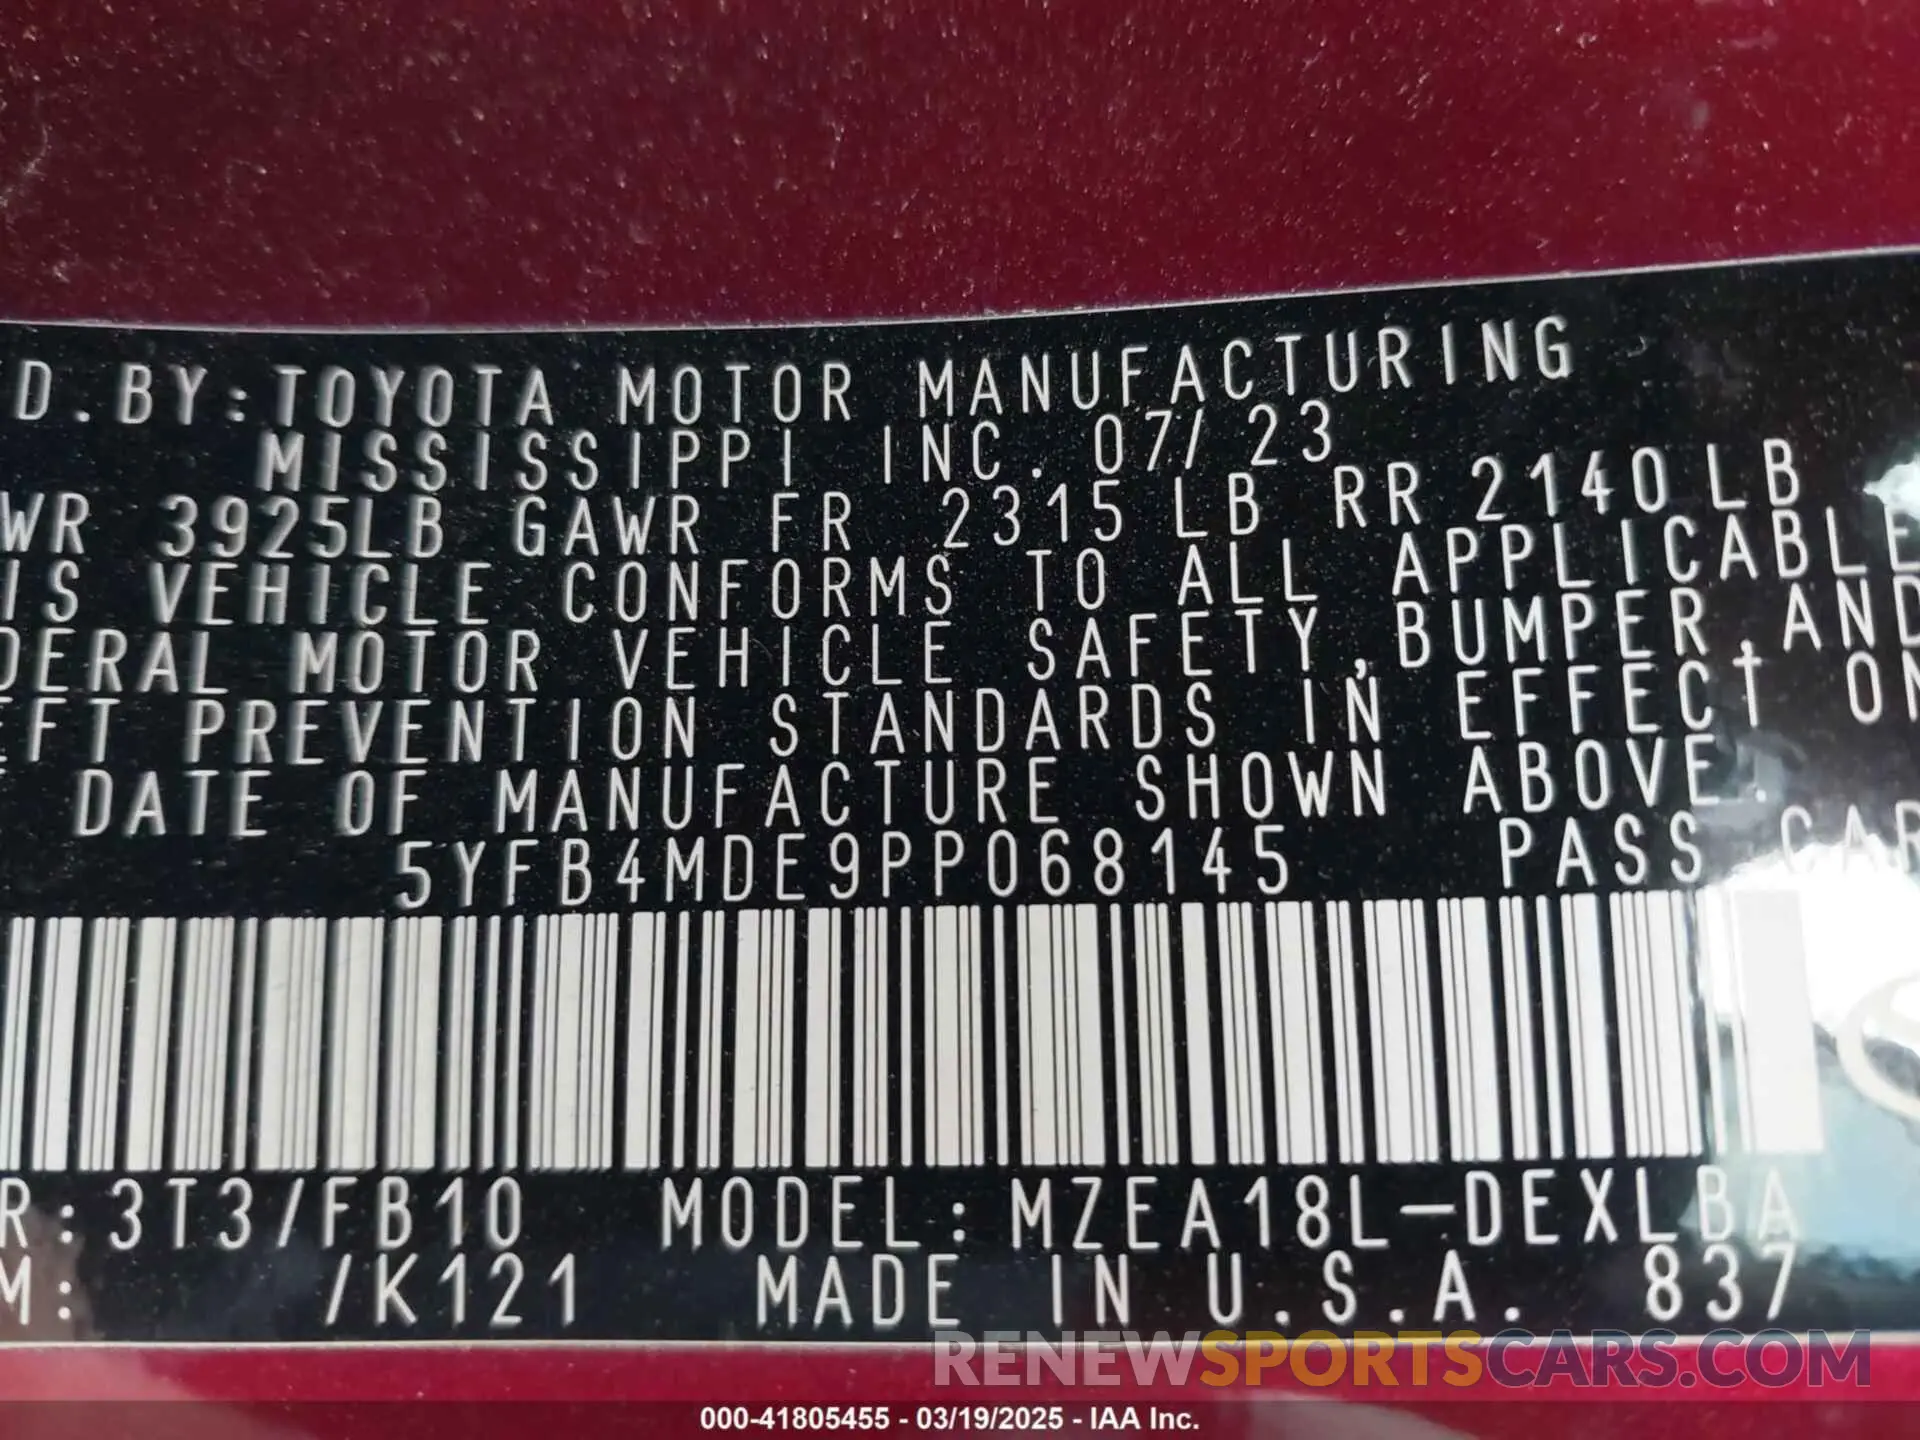 D.BY:TOYOTA MOTOR MANUFACTURING
MISSISSIPPI INC. 07/23
WR 3925LB GAWR FR 2315 LB RR 2140LB
IS VEHICLE CONFORMS TO ALL APPLICABLE
DERAL MOTOR VEHICLE SAFETY,BUMPER,AND
EFT PREVENTION STANDARDS IN EFFECT ON
E DATE OF MANUFACTURE SHOWN ABOVE.
5YFB4MDE9PP068145 PASS CAR
R:3T3/FB10 MODEL:MZEA18L-DEXLBA
M: /K121 MADE IN U.S.A. 837
RENEWSPORTSCARS.COM
000-41805455 - 03/19/2025 - IAA Inc.